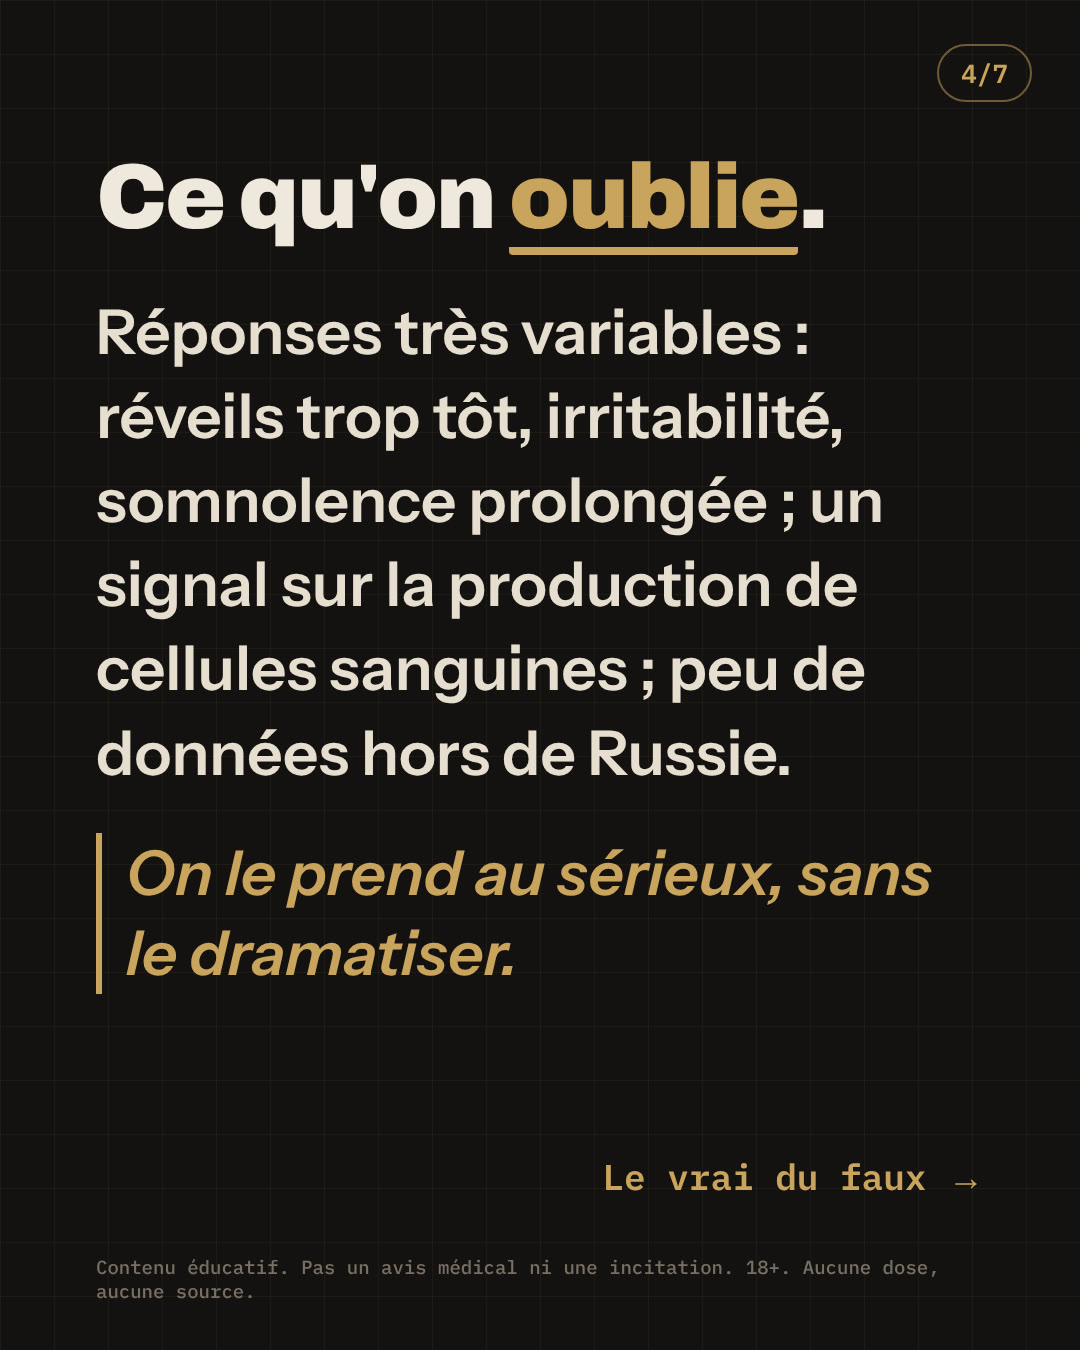 4/7
Ce qu'on oublie.
Réponses très variables :
réveils trop tôt, irritabilité,
somnolence prolongée ; un
signal sur la production de
cellules sanguines ; peu de
données hors de Russie.
On le prend au sérieux, sans
le dramatiser.
Le vrai du faux →
Contenu éducatif. Pas un avis médical ni une incitation. 18+. Aucune dose,
aucune source.